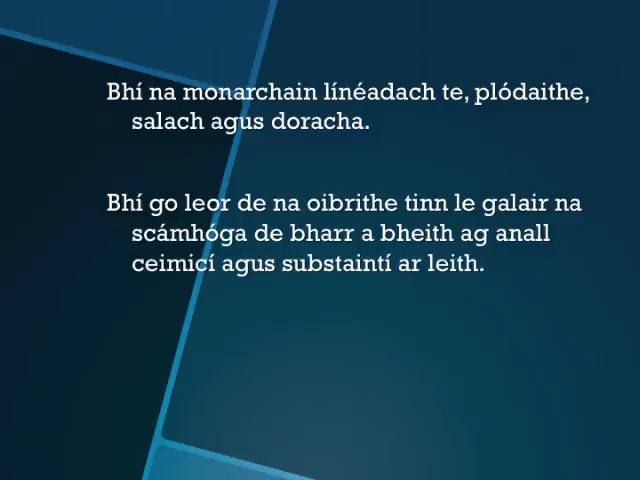 Bhí na monarchain línéadach te, plódaithe,
salach agus doracha.
Bhí go leor de na oibrithe tinn le galair na
scámhóga de bharr a bheith ag anall
ceimicí agus substaintí ar leith.